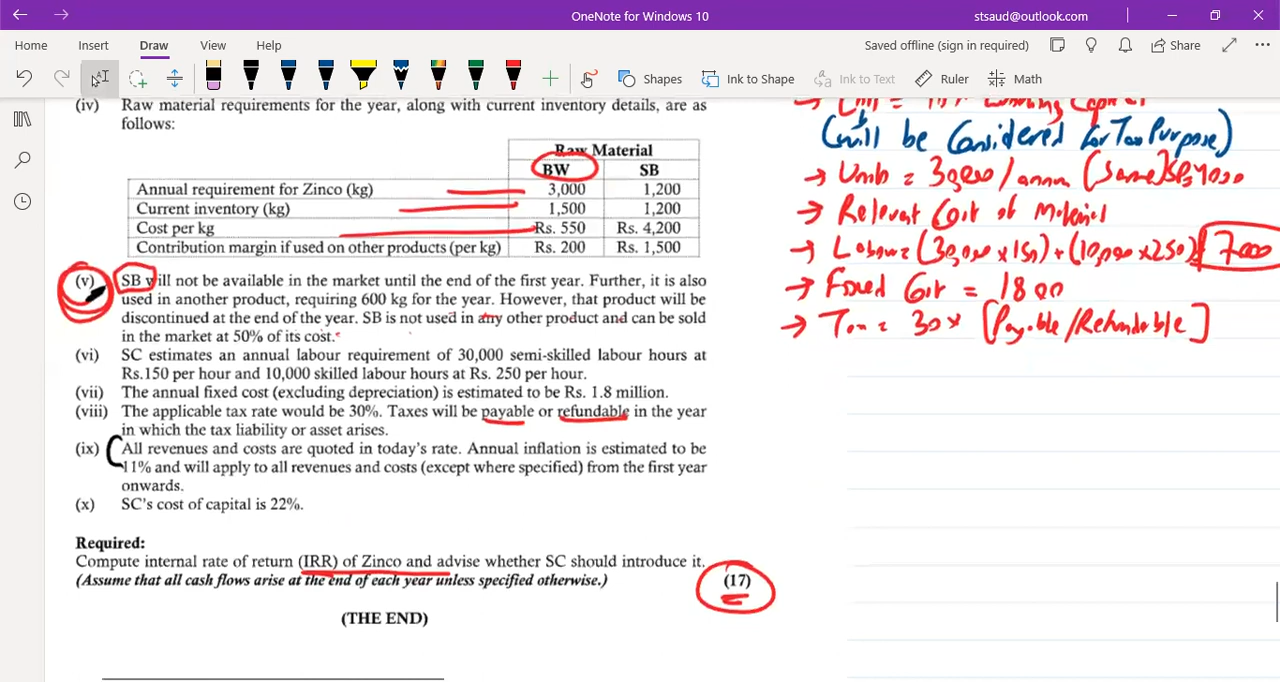 OneNote for Windows 10
stsaud@outlook.com
Home Insert Draw View Help
Saved offline (sign in required)
Share
Shapes
Ink to Shape
Ink to Text
Ruler
Math
(iv) Raw material requirements for the year, along with current inventory details, are as
follows:
Raw Material
BW SB
Annual requirement for Zinco (kg) 3,000 1,200
Current inventory (kg) 1,500 1,200
Cost per kg Rs. 550 Rs. 4,200
Contribution margin if used on other products (per kg) Rs. 200 Rs. 1,500
(v) SB will not be available in the market until the end of the first year. Further, it is also
used in another product, requiring 600 kg for the year. However, that product will be
discontinued at the end of the year. SB is not used in any other product and can be sold
in the market at 50% of its cost.
(vi) SC estimates an annual labour requirement of 30,000 semi-skilled labour hours at
Rs.150 per hour and 10,000 skilled labour hours at Rs. 250 per hour.
(vii) The annual fixed cost (excluding depreciation) is estimated to be Rs. 1.8 million.
(viii) The applicable tax rate would be 30%. Taxes will be payable or refundable in the year
in which the tax liability or asset arises.
(ix) All revenues and costs are quoted in today's rate. Annual inflation is estimated to be
11% and will apply to all revenues and costs (except where specified) from the first year
onwards.
(x) SC's cost of capital is 22%.
Required:
Compute internal rate of return (IRR) of Zinco and advise whether SC should introduce it.
(Assume that all cash flows arise at the end of each year unless specified otherwise.)
(17)
(THE END)
Working Capital
(will be Considered for Tax Purpose)
→ Units = /annum (Same)
→ Relevant Cost of Material
→ Labour = (30,000 x 150) + (10,000 x 250) 7000
→ Fixed Cost = 1800
→ Tax = 30% [Payable/Refundable]